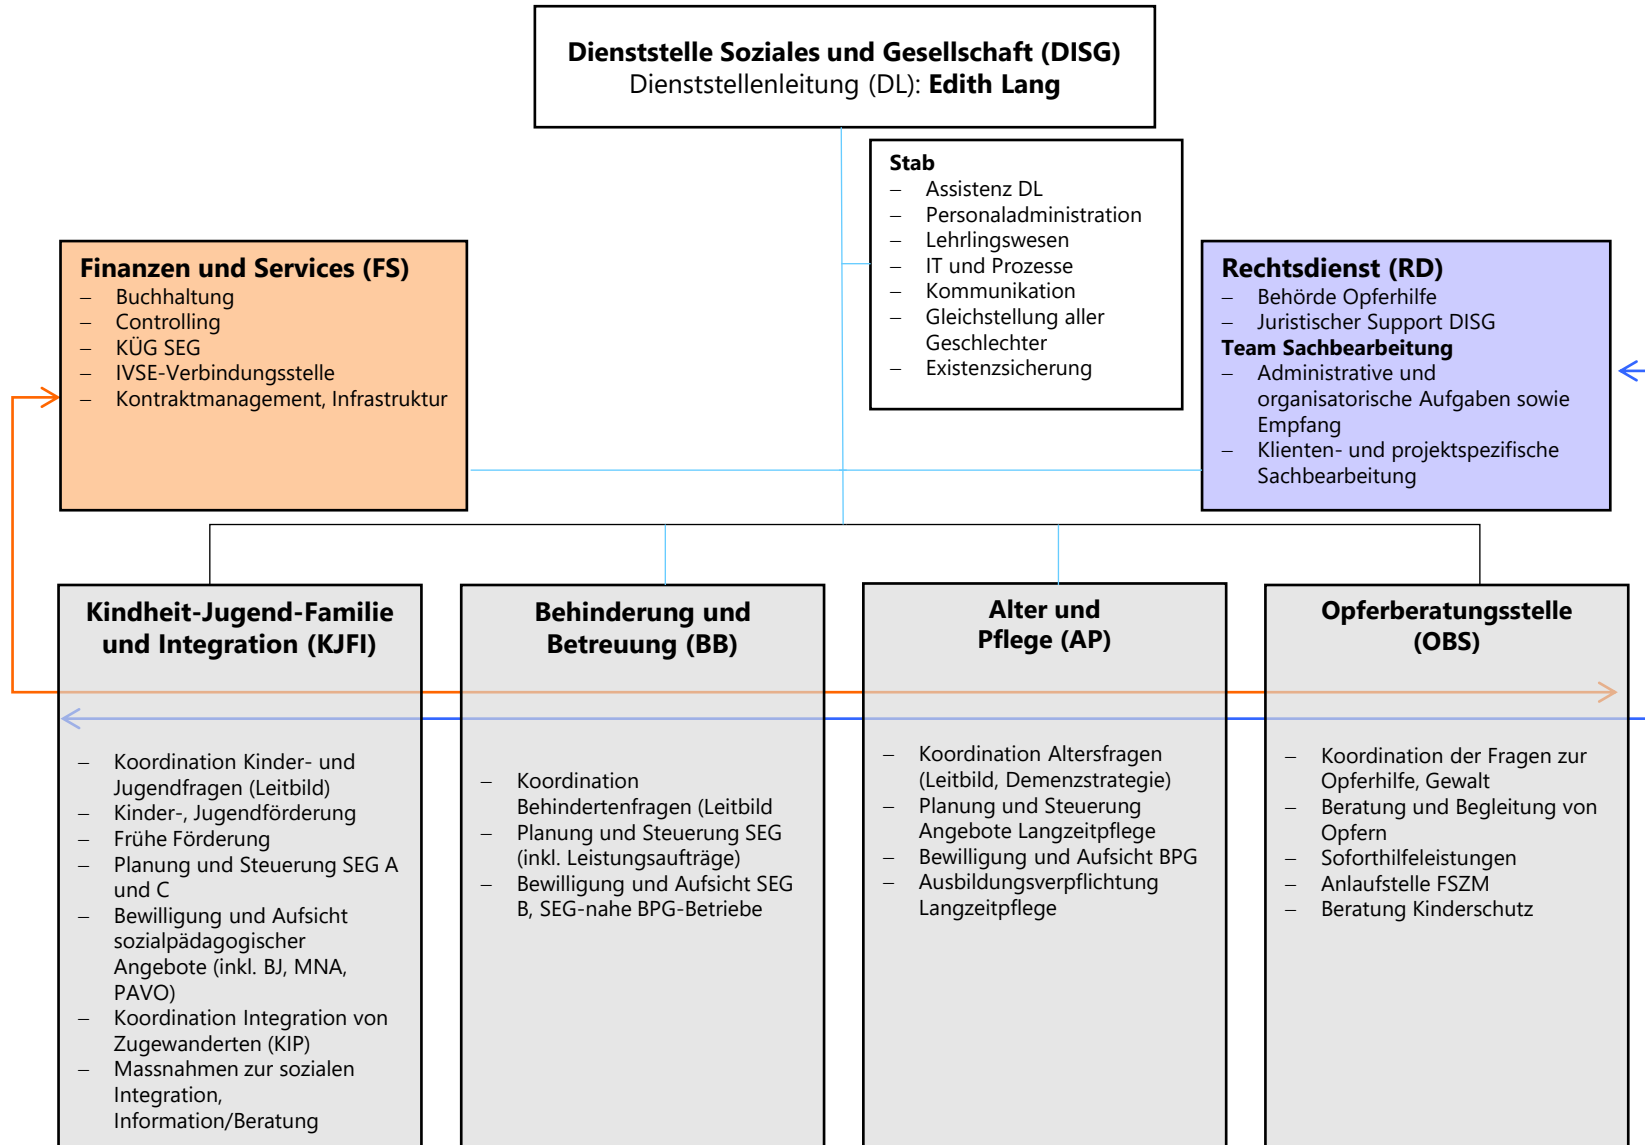 Dienststelle Soziales und Gesellschaft (DISG)
Dienststellenleitung (DL): Edith Lang
Stab
– Assistenz DL
– Personaladministration
– Lehrlingswesen
– IT und Prozesse
– Kommunikation
– Gleichstellung aller
Geschlechter
– Existenzsicherung
Finanzen und Services (FS)
– Buchhaltung
– Controlling
– KÜG SEG
– IVSE-Verbindungsstelle
– Kontraktmanagement, Infrastruktur
Rechtsdienst (RD)
– Behörde Opferhilfe
– Juristischer Support DISG
Team Sachbearbeitung
– Administrative und
organisatorische Aufgaben sowie
Empfang
– Klienten- und projektspezifische
Sachbearbeitung
Kindheit-Jugend-Familie
und Integration (KJFI)
– Koordination Kinder- und
Jugendfragen (Leitbild)
– Kinder-, Jugendförderung
– Frühe Förderung
– Planung und Steuerung SEG A
und C
– Bewilligung und Aufsicht
sozialpädagogischer
Angebote (inkl. BJ, MNA,
PAVO)
– Koordination Integration von
Zugewanderten (KIP)
– Massnahmen zur sozialen
Integration,
Information/Beratung
Behinderung und
Betreuung (BB)
– Koordination
Behindertenfragen (Leitbild
– Planung und Steuerung SEG
(inkl. Leistungsaufträge)
– Bewilligung und Aufsicht SEG
B, SEG-nahe BPG-Betriebe
Alter und
Pflege (AP)
– Koordination Altersfragen
(Leitbild, Demenzstrategie)
– Planung und Steuerung
Angebote Langzeitpflege
– Bewilligung und Aufsicht BPG
– Ausbildungsverpflichtung
Langzeitpflege
Opferberatungsstelle
(OBS)
– Koordination der Fragen zur
Opferhilfe, Gewalt
– Beratung und Begleitung von
Opfern
– Soforthilfeleistungen
– Anlaufstelle FSZM
– Beratung Kinderschutz